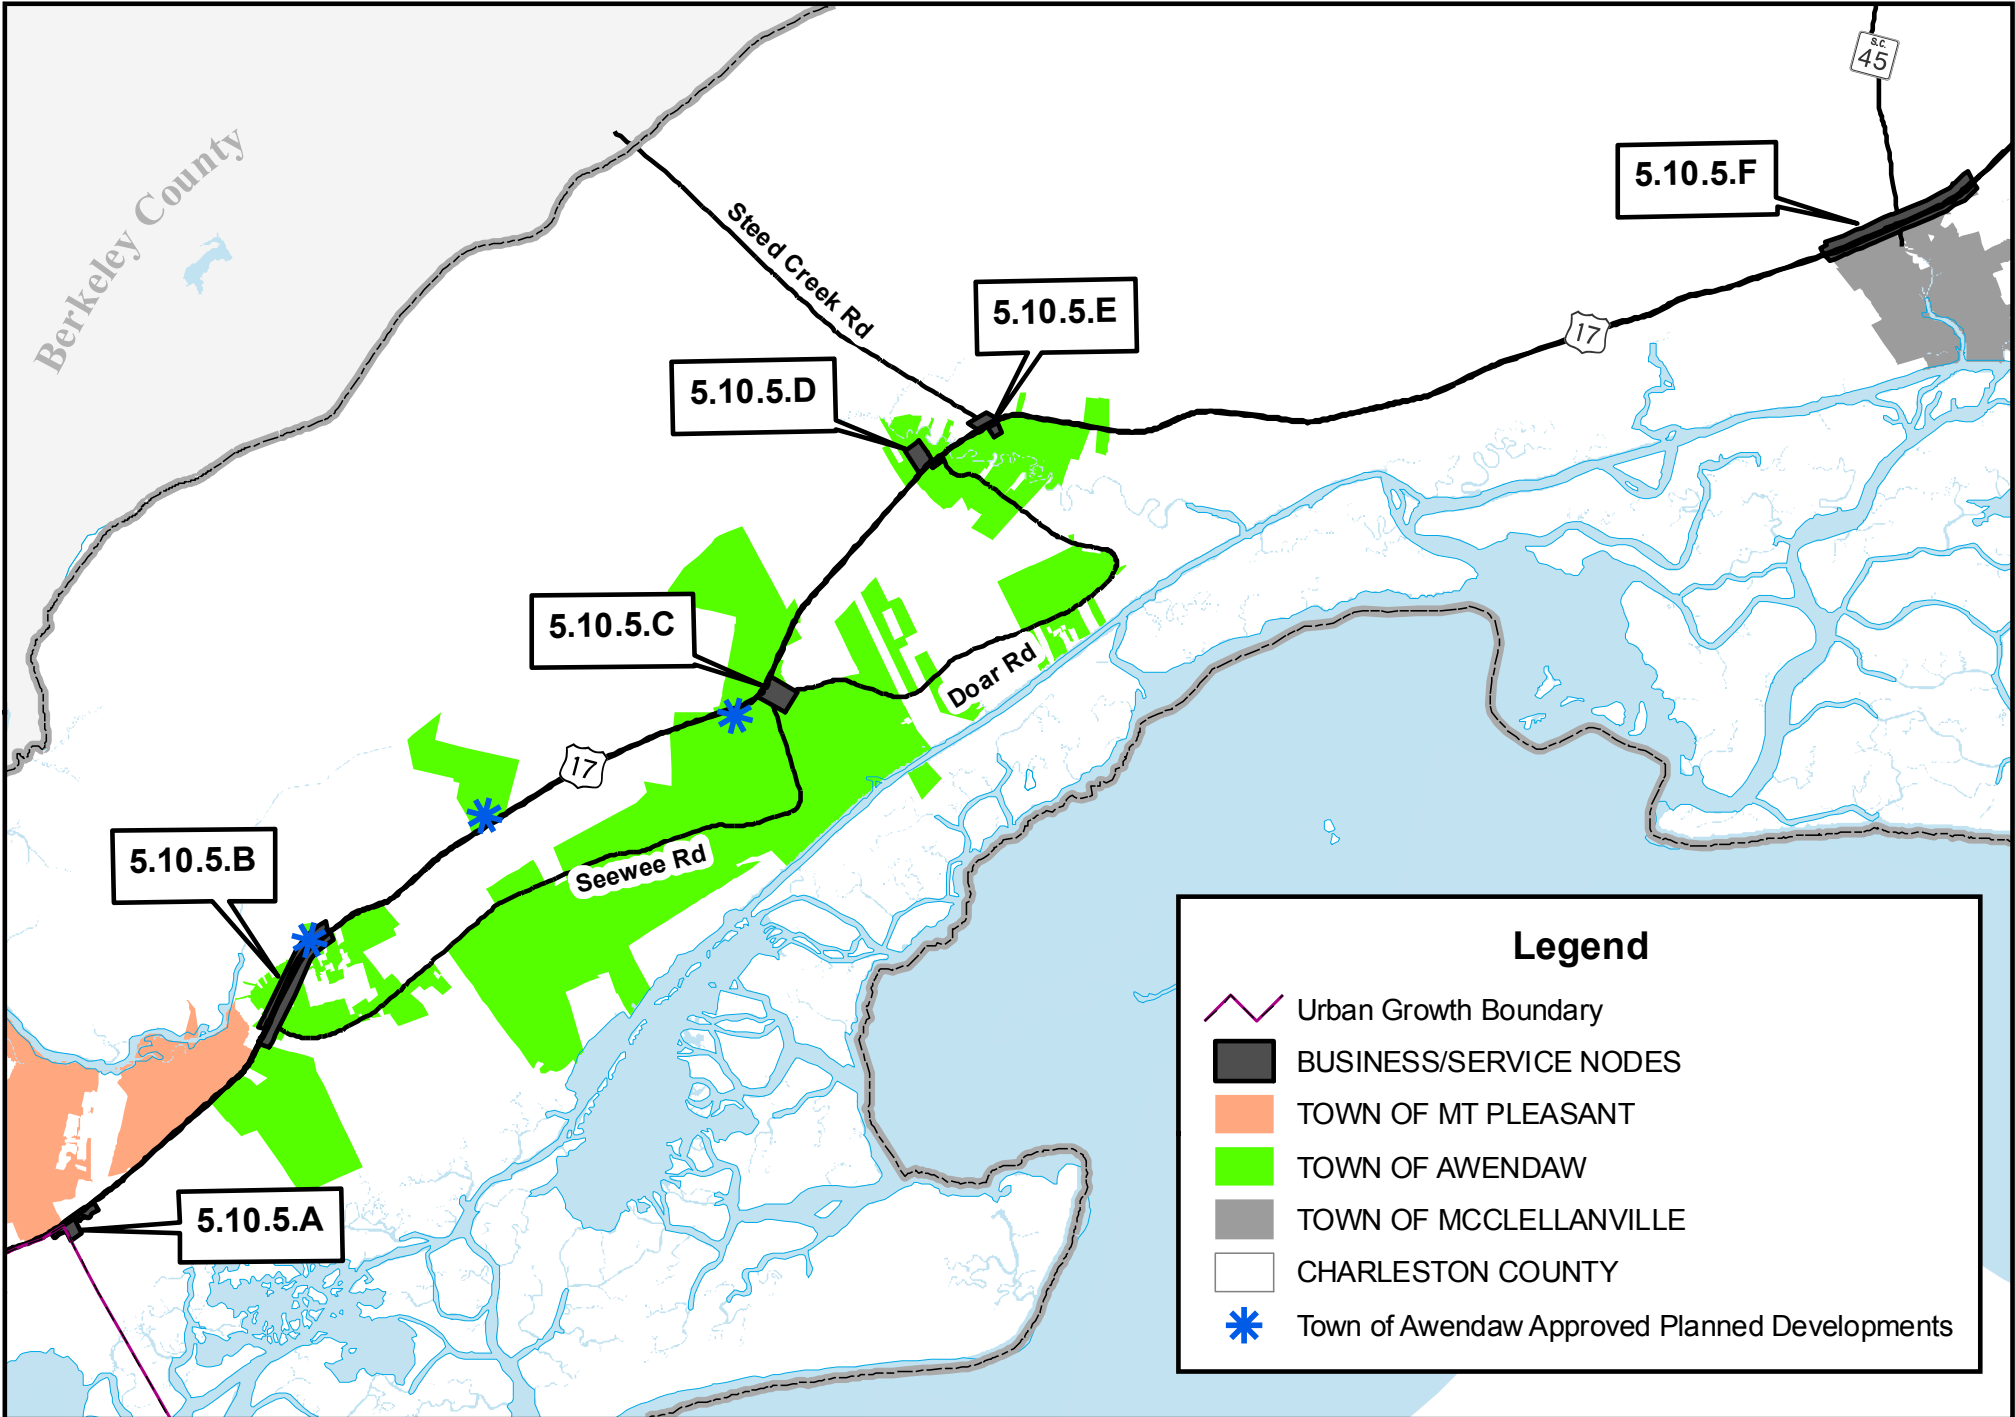 S.C.
45
Berkeley County
5.10.5.F
Steed Creek Rd
5.10.5.E
17
5.10.5.D
5.10.5.C
Doar Rd
17
5.10.5.B
Seewee Rd
5.10.5.A
Legend
Urban Growth Boundary
BUSINESS/SERVICE NODES
TOWN OF MT PLEASANT
TOWN OF AWENDAW
TOWN OF MCCLELLANVILLE
CHARLESTON COUNTY
Town of Awendaw Approved Planned Developments